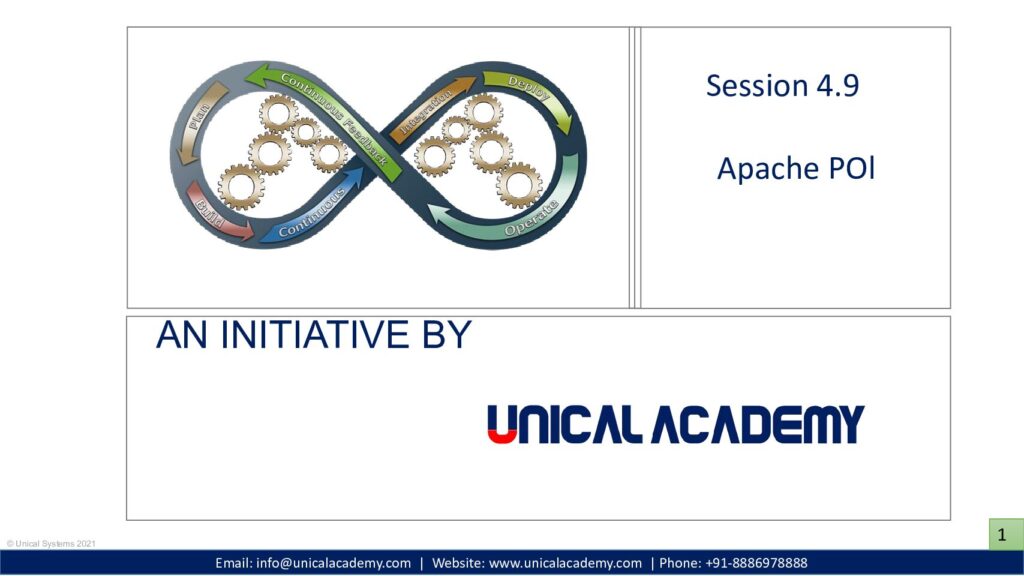 Plan
Build
Continuous
Continuous Feedback
Integration
Deploy
Operate
Session 4.9
Apache POl
AN INITIATIVE BY
UNICAL ACADEMY
1
© Unical Systems 2021
Email: info@unicalacademy.com | Website: www.unicalacademy.com | Phone: +91-8886978888